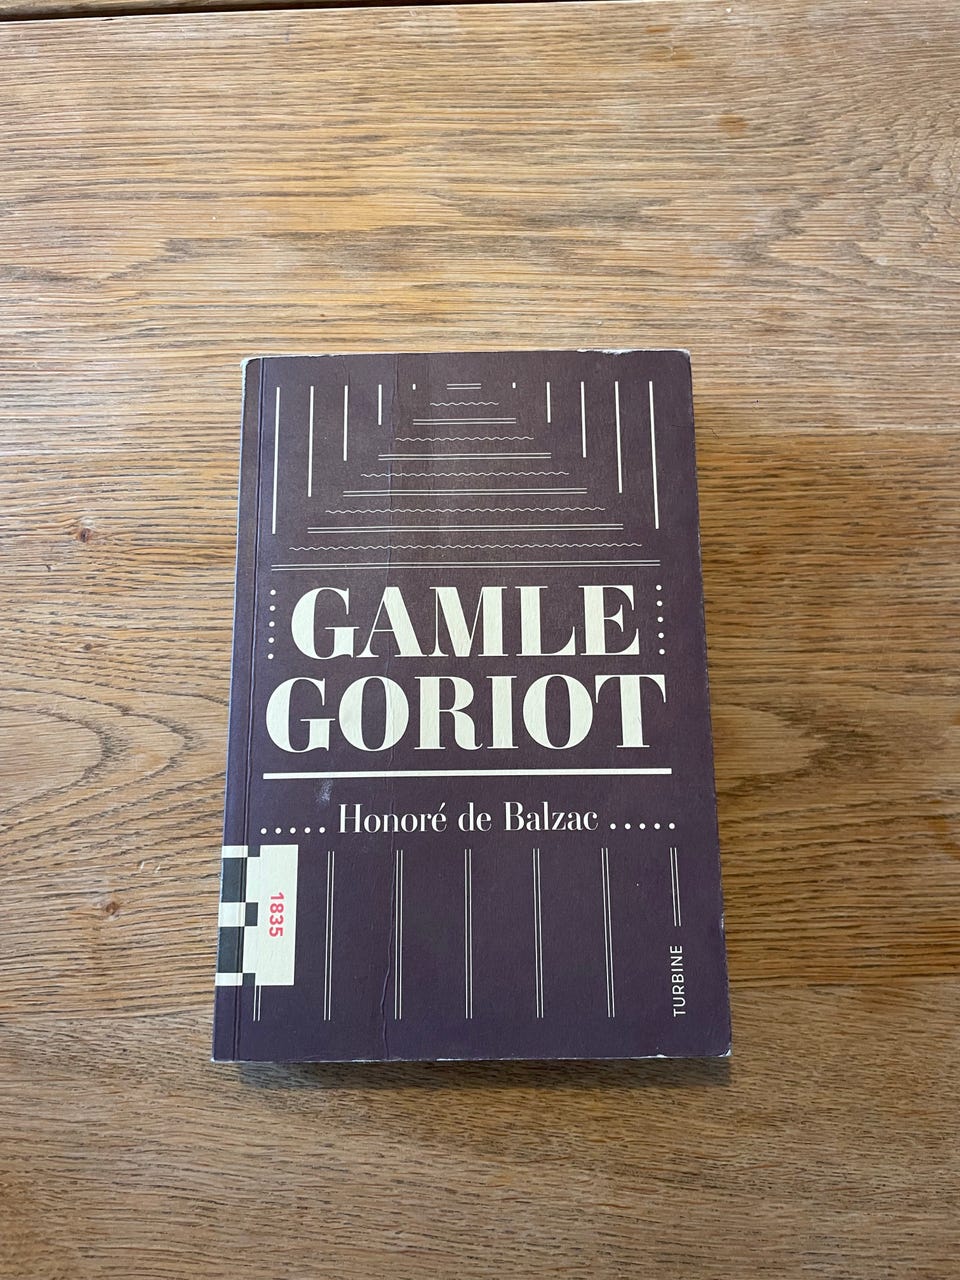 GAMLE
GORIOT
Honoré de Balzac
1835
TURBINE